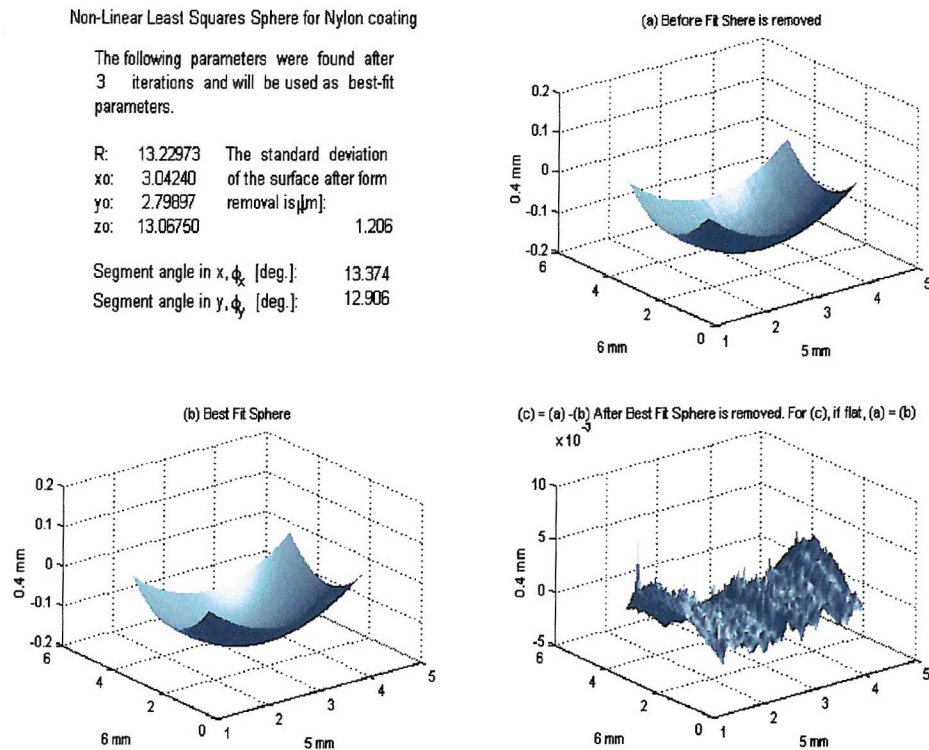 Non-Linear Least Squares Sphere for Nylon coating
The following parameters were found after
3 iterations and will be used as best-fit
parameters.
R: 13.22973 The standard deviation
xo: 3.04240 of the surface after form
yo: 2.79897 removal is[μm]:
zo: 13.06750 1.206
Segment angle in x, ϕx [deg.]: 13.374
Segment angle in y, ϕy [deg.]: 12.906
(a) Before Fit Shere is removed
0.2
0.1
0
-0.1
-0.2
0.4 mm
6
4
2
0
6 mm
1
2
3
4
5
5 mm
(b) Best Fit Sphere
0.2
0.1
0
-0.1
-0.2
0.4 mm
6
4
2
0
6 mm
1
2
3
4
5
5 mm
(c) = (a) -(b) After Best Fit Sphere is removed. For (c), if flat, (a) = (b)
x 10^-3
10
5
0
-5
0.4 mm
6
4
2
0
6 mm
1
2
3
4
5
5 mm